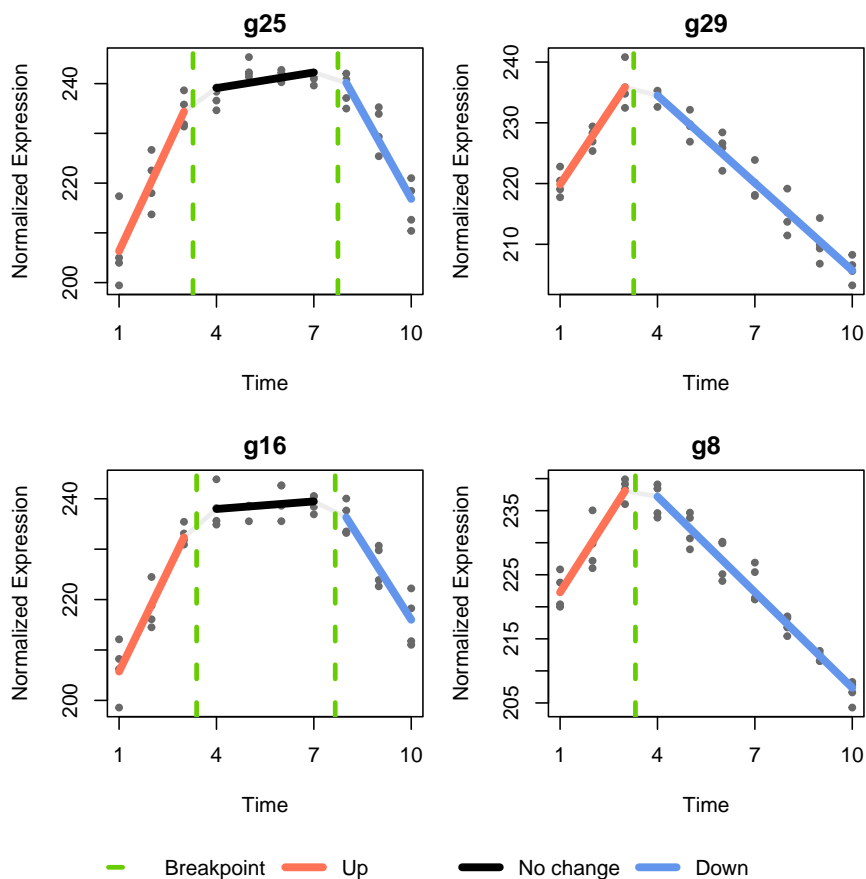 g25
Normalized Expression
200
220
240
1 4 7 10
Time
g29
Normalized Expression
210
220
230
240
1 4 7 10
Time
g16
Normalized Expression
200
220
240
1 4 7 10
Time
g8
Normalized Expression
205
215
225
235
1 4 7 10
Time
Breakpoint Up No change Down